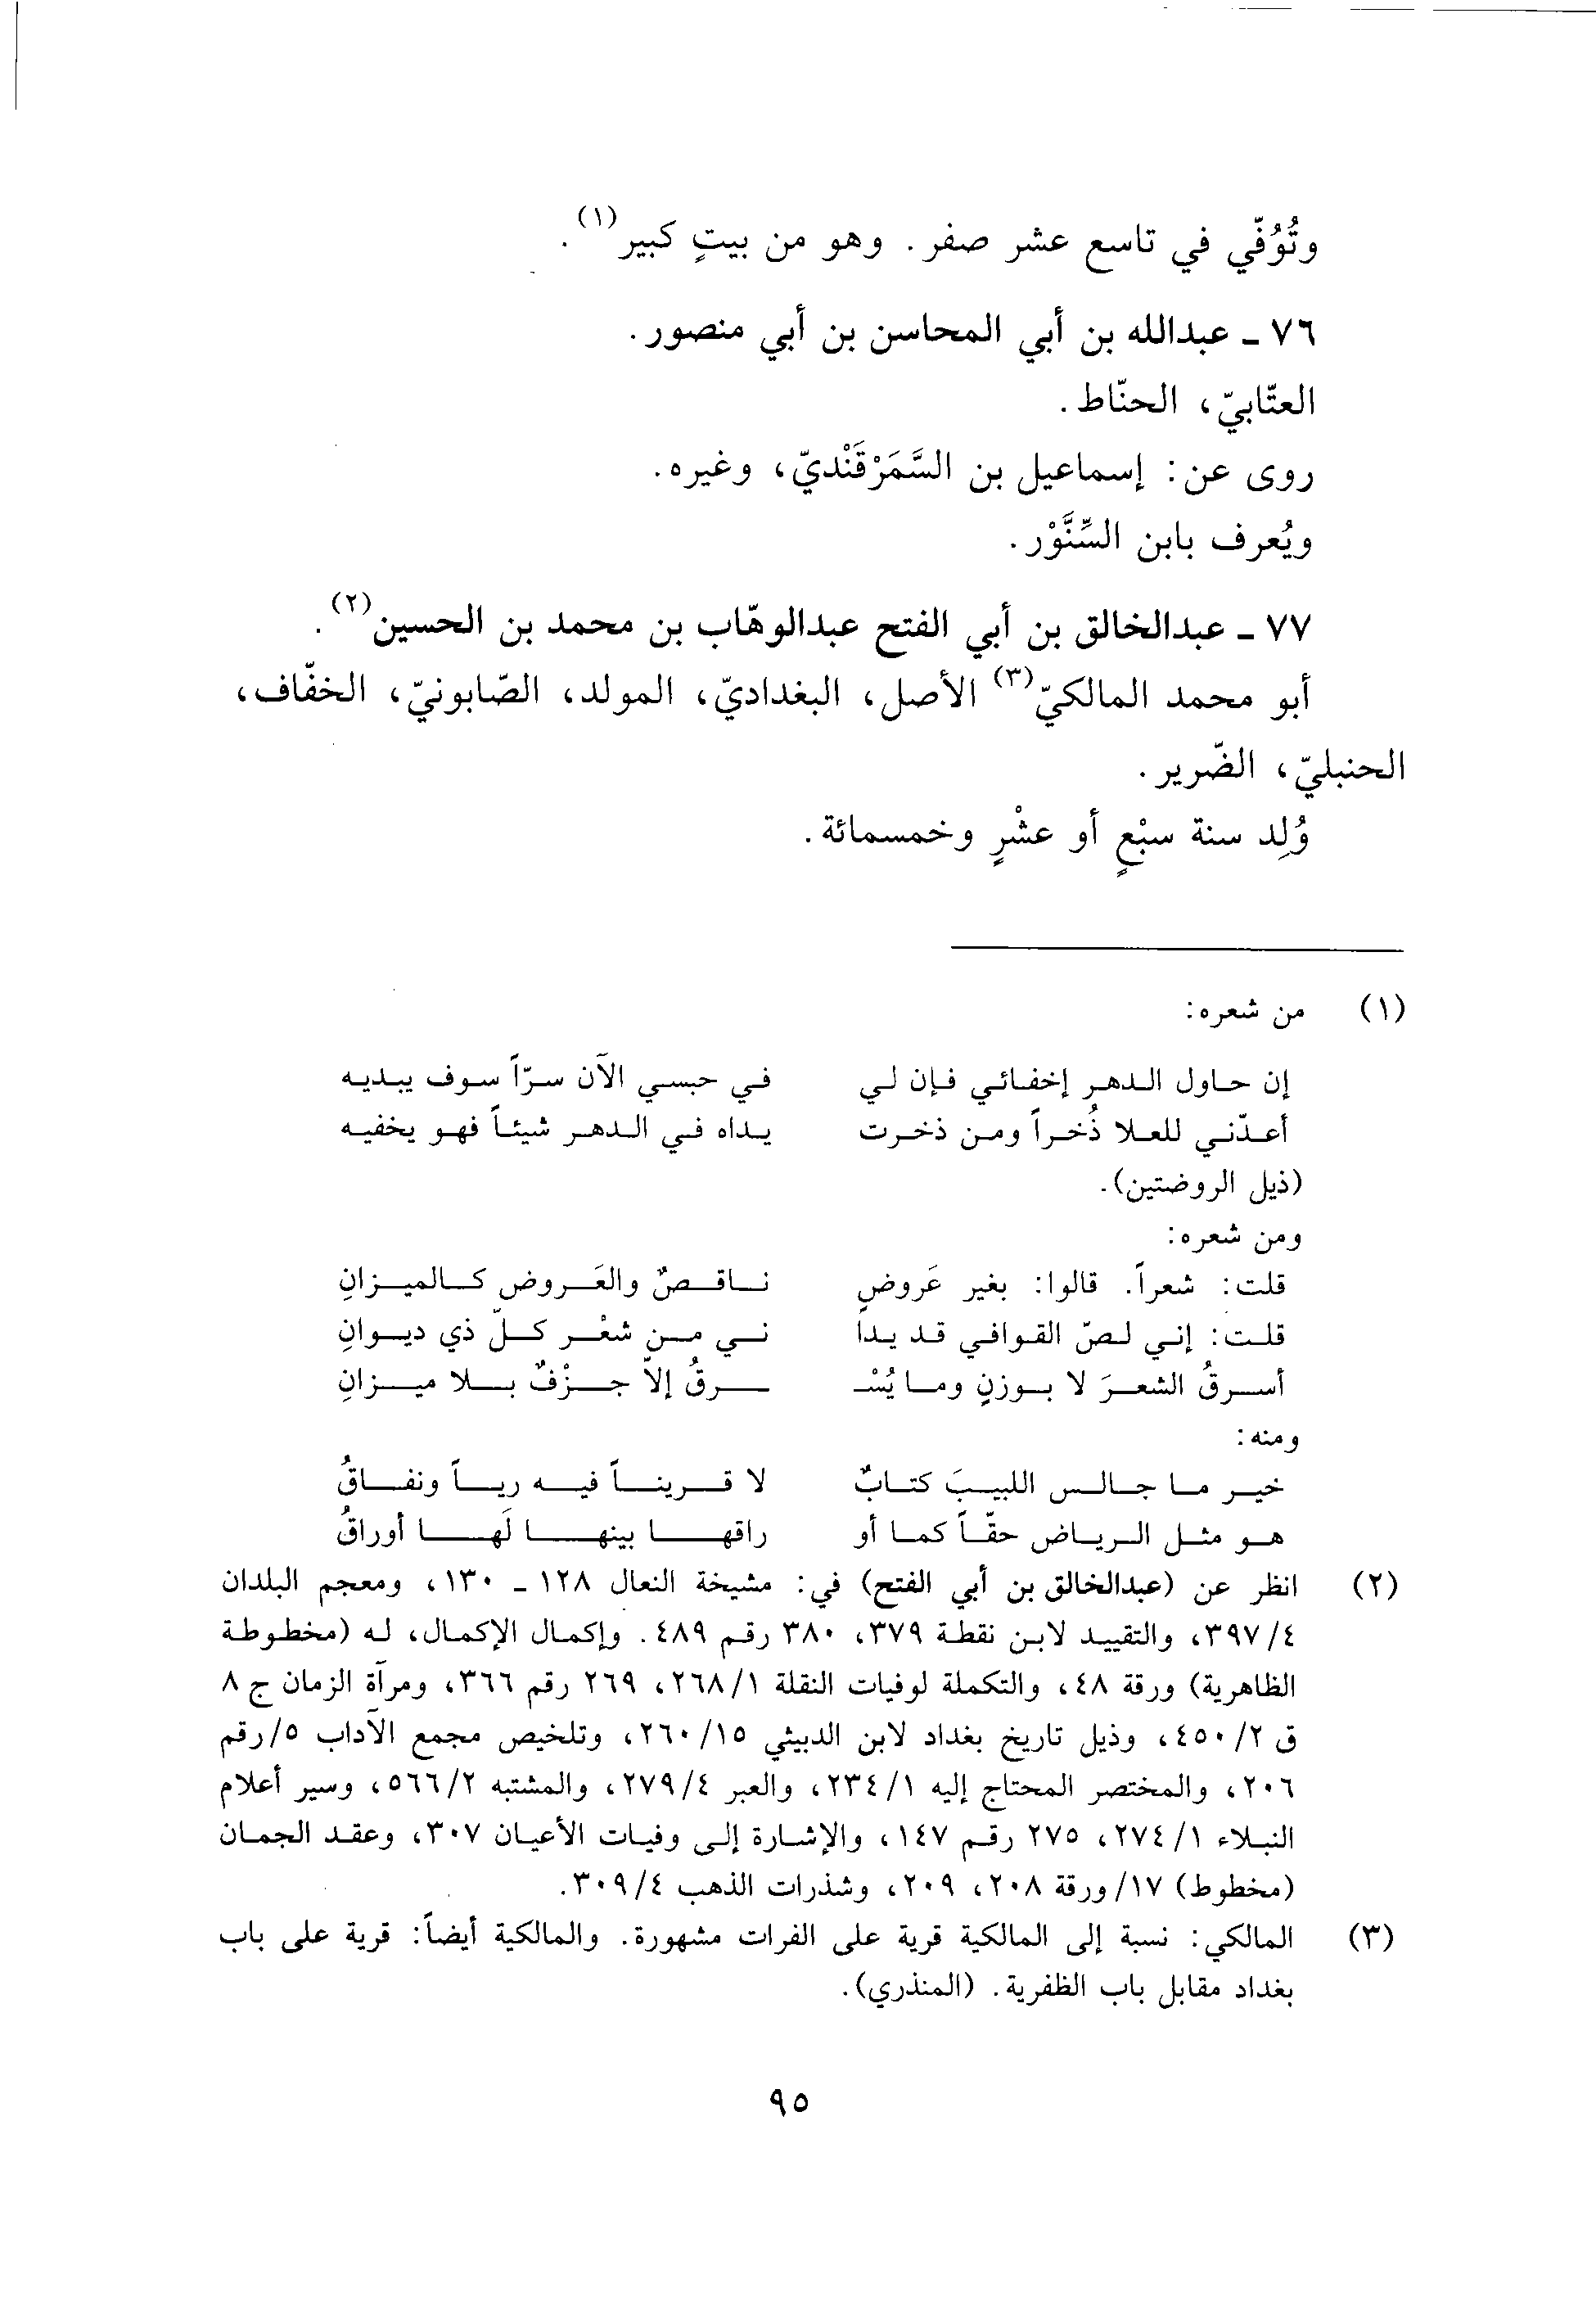 وتُوُفّي في تاسع عشر صفر. وهو من بيتٍ كبير(١).
٧٦ ـ عبدالله بن أبي المحاسن بن أبي منصور.
العتّابيّ، الحنّاط.
روى عن: إسماعيل بن السَّمَرْقَنْديّ، وغيره.
ويُعرف بابن السِّنَّوْر.
٧٧ ـ عبدالخالق بن أبي الفتح عبدالوهّاب بن محمد بن الحسين(٢).
أبو محمد المالكيّ(٣) الأصل، البغداديّ، المولد، الصّابونيّ، الخفّاف،
الحنبليّ، الضّرير.
وُلِد سنة سبْعٍ أو عشْرٍ وخمسمائة.
(١) من شعره:
إن حاول الدهر إخفائي فإن لي في حبسي الآن سرّاً سوف يبديه
أعدّني للعلا ذُخراً ومن ذخرت يداه في الدهر شيئاً فهو يخفيه
(ذيل الروضتين).
ومن شعره:
قلت: شعراً. قالوا: بغير عَروضٍ ناقصٌ والعَروض كالميزانِ
قلت: إني لصّ القوافي قد يدا ني من شعْر كلّ ذي ديوانِ
أسرقُ الشعرَ لا بوزنٍ وما يُسْـ ـرقُ إلاّ جزْفٌ بلا ميزانِ
ومنه:
خير ما جالس اللبيبَ كتابٌ لا قريناً فيه رياً ونفاقُ
هو مثل الرياض حقّاً كما أو راقها بينها لَها أوراقُ
(٢) انظر عن (عبدالخالق بن أبي الفتح) في: مشيخة النعال ١٢٨ ـ ١٣٠، ومعجم البلدان
٤/٣٩٧، والتقييد لابن نقطة ٣٧٩، ٣٨٠ رقم ٤٨٩. وإكمال الإكمال، له (مخطوطة
الظاهرية) ورقة ٤٨، والتكملة لوفيات النقلة ١/٢٦٨، ٢٦٩ رقم ٣٦٦، ومرآة الزمان ج ٨
ق ٢/٤٥٠، وذيل تاريخ بغداد لابن الدبيثي ١٥/٢٦٠، وتلخيص مجمع الآداب ٥/رقم
٢٠٦، والمختصر المحتاج إليه ١/٢٣٤، والعبر ٤/٢٧٩، والمشتبه ٢/٥٦٦، وسير أعلام
النبلاء ١/٢٧٤، ٢٧٥ رقم ١٤٧، والإشارة إلى وفيات الأعيان ٣٠٧، وعقد الجمان
(مخطوط) ١٧/ورقة ٢٠٨، ٢٠٩، وشذرات الذهب ٤/٣٠٩.
(٣) المالكي: نسبة إلى المالكية قرية على الفرات مشهورة. والمالكية أيضاً: قرية على باب
بغداد مقابل باب الظفرية. (المنذري).
٩٥